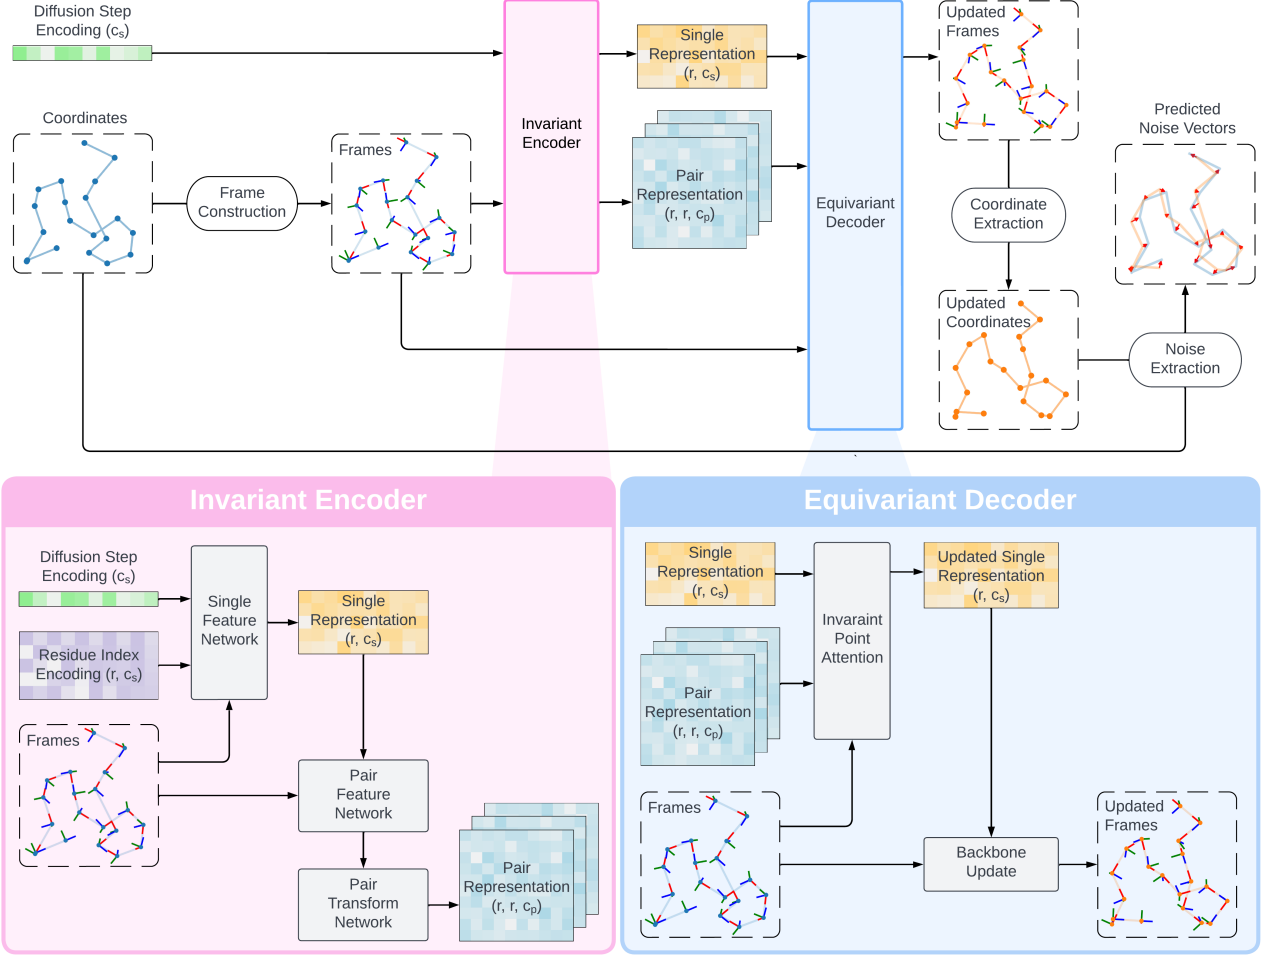 Diffusion Step
Encoding (cs)
Coordinates
Frame
Construction
Frames
Invariant
Encoder
Single
Representation
(r, cs)
Pair
Representation
(r, r, cp)
Equivariant
Decoder
Updated
Frames
Coordinate
Extraction
Updated
Coordinates
Predicted
Noise Vectors
Noise
Extraction
Invariant Encoder
Diffusion Step
Encoding (cs)
Residue Index
Encoding (r, cs)
Frames
Single
Feature
Network
Single
Representation
(r, cs)
Pair
Feature
Network
Pair
Transform
Network
Pair
Representation
(r, r, cp)
Equivariant Decoder
Single
Representation
(r, cs)
Pair
Representation
(r, r, cp)
Frames
Invaraint
Point
Attention
Updated Single
Representation
(r, cs)
Backbone
Update
Updated
Frames